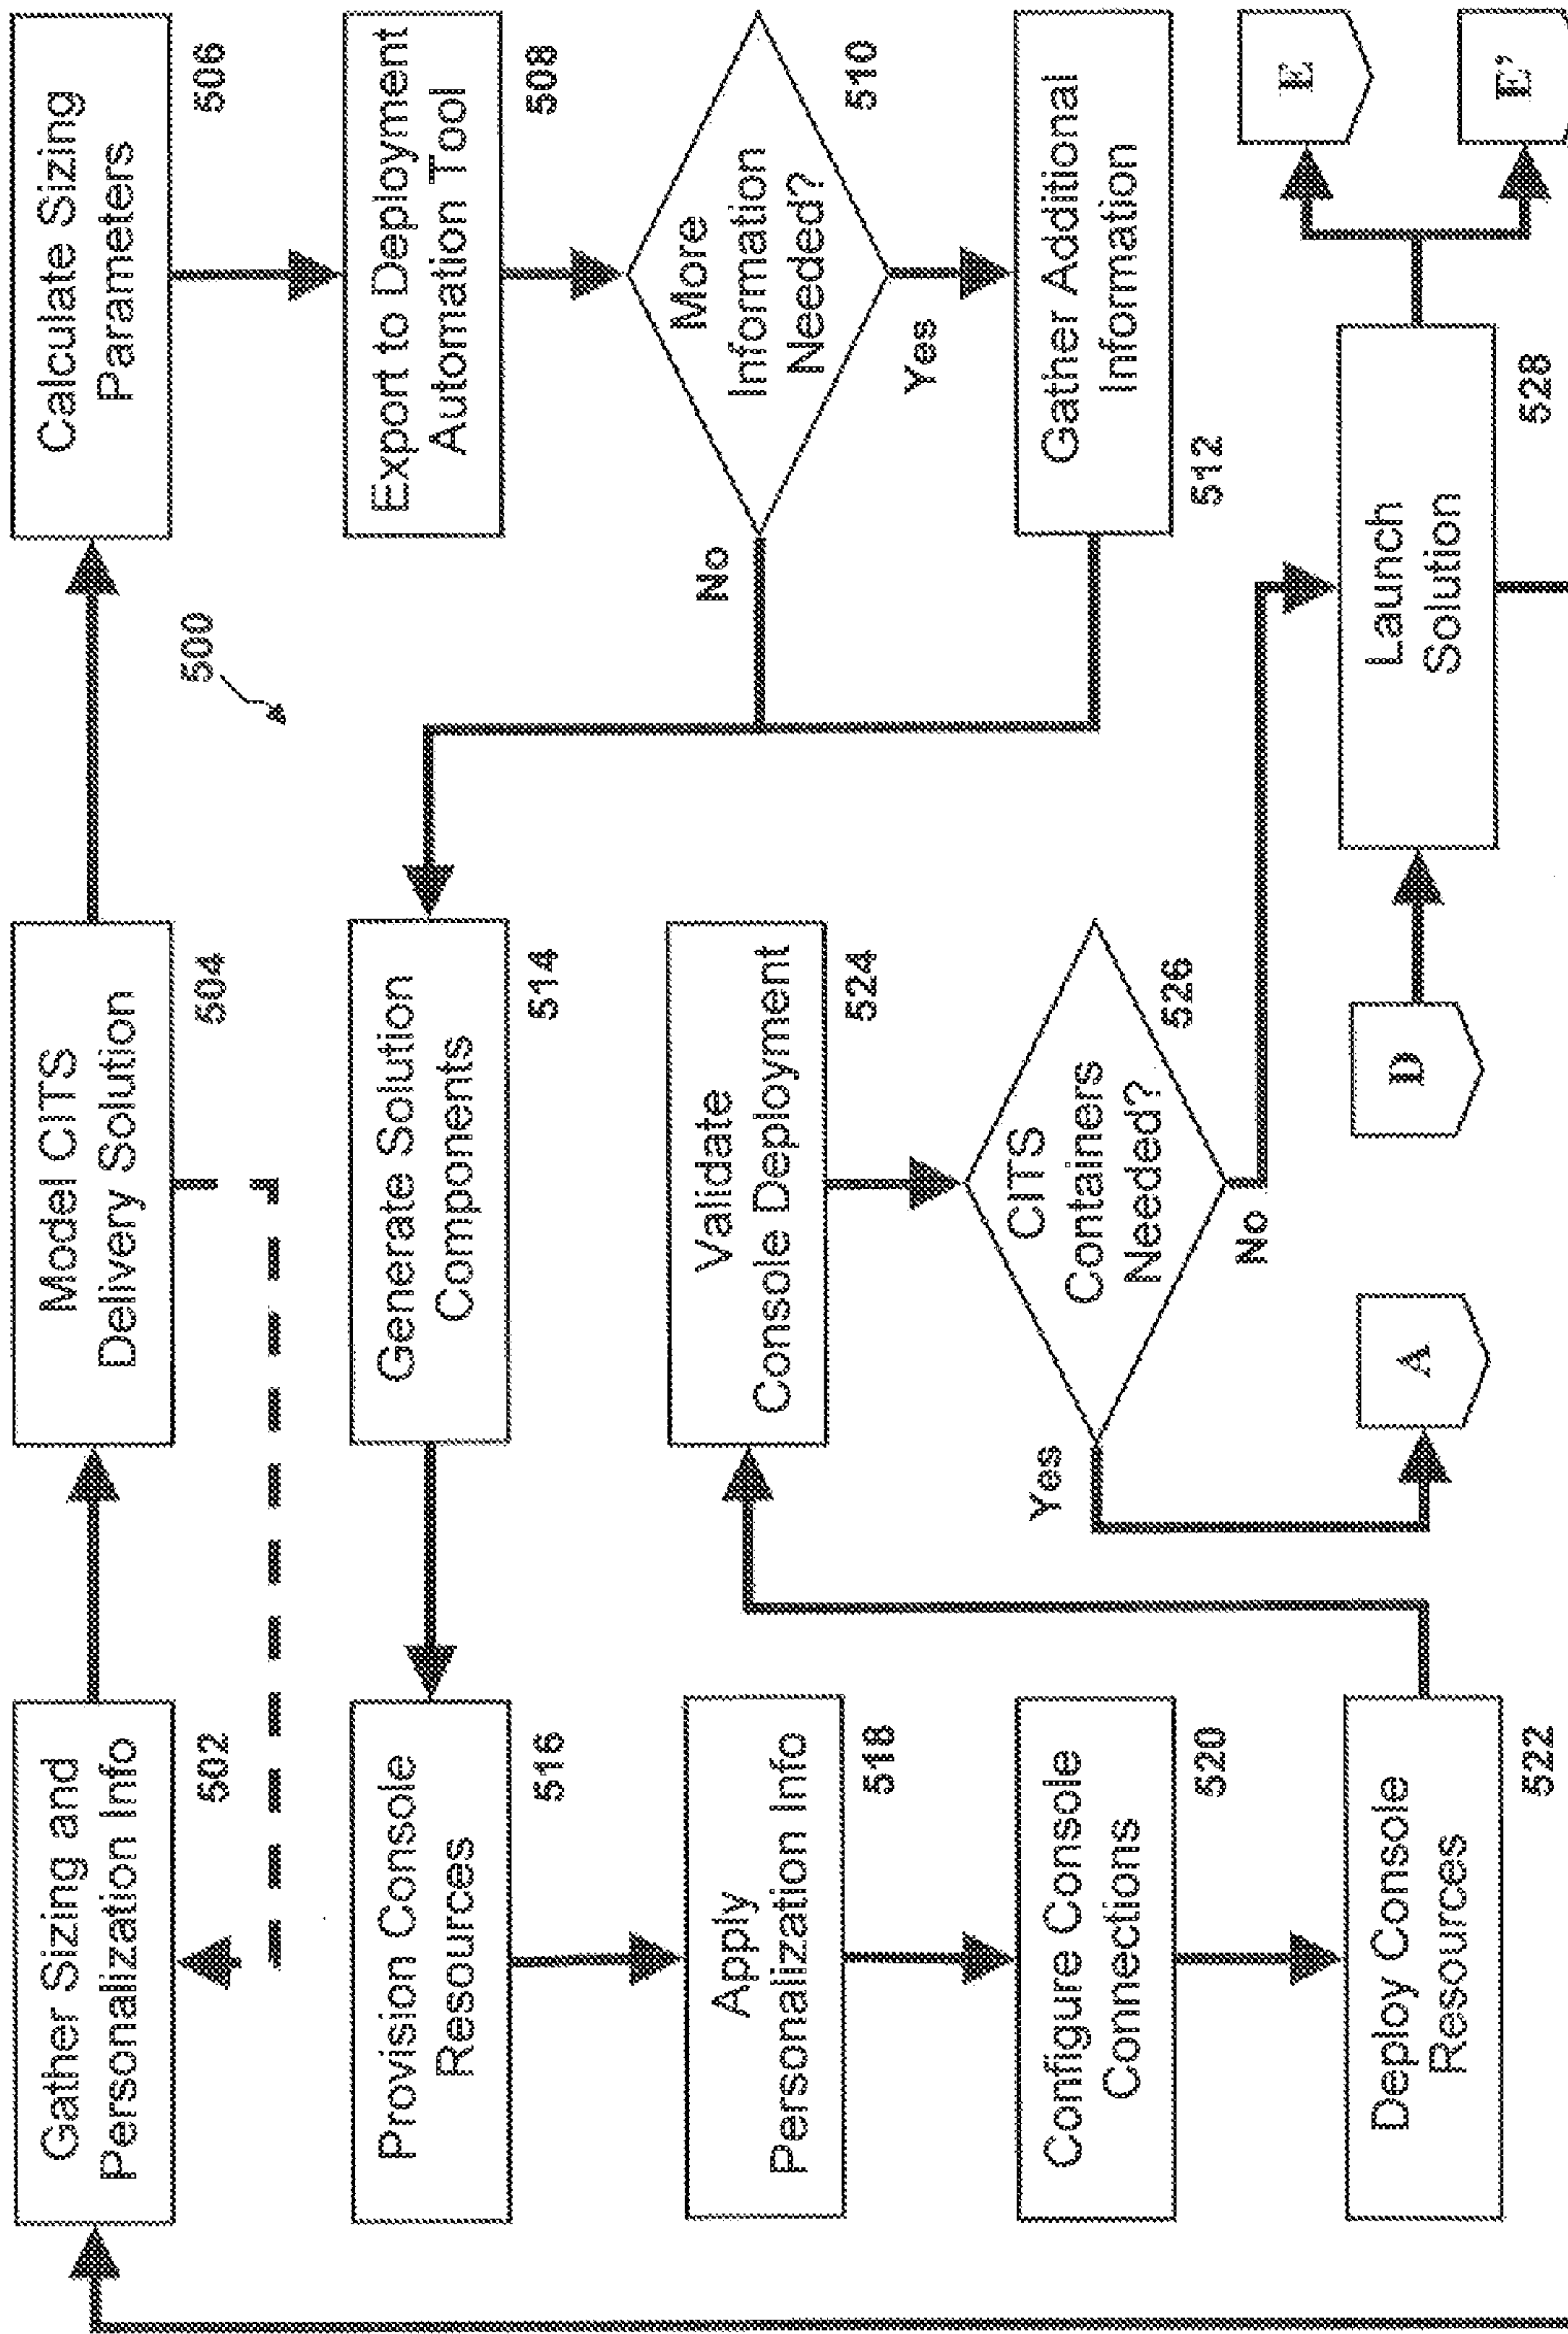 Gather Sizing and
Personalization Info
502
Model CITS
Delivery Solution
504
Calculate Sizing
Parameters
506
500
Export to Deployment
Automation Tool
508
More
Information
Needed?
510
No
Yes
Gather Additional
Information
512
Generate Solution
Components
514
Provision Console
Resources
516
Apply
Personalization Info
518
Configure Console
Connections
520
Deploy Console
Resources
522
Validate
Console Deployment
524
CITS
Containers
Needed?
526
Yes
No
A
D
Launch
Solution
528
E
E'